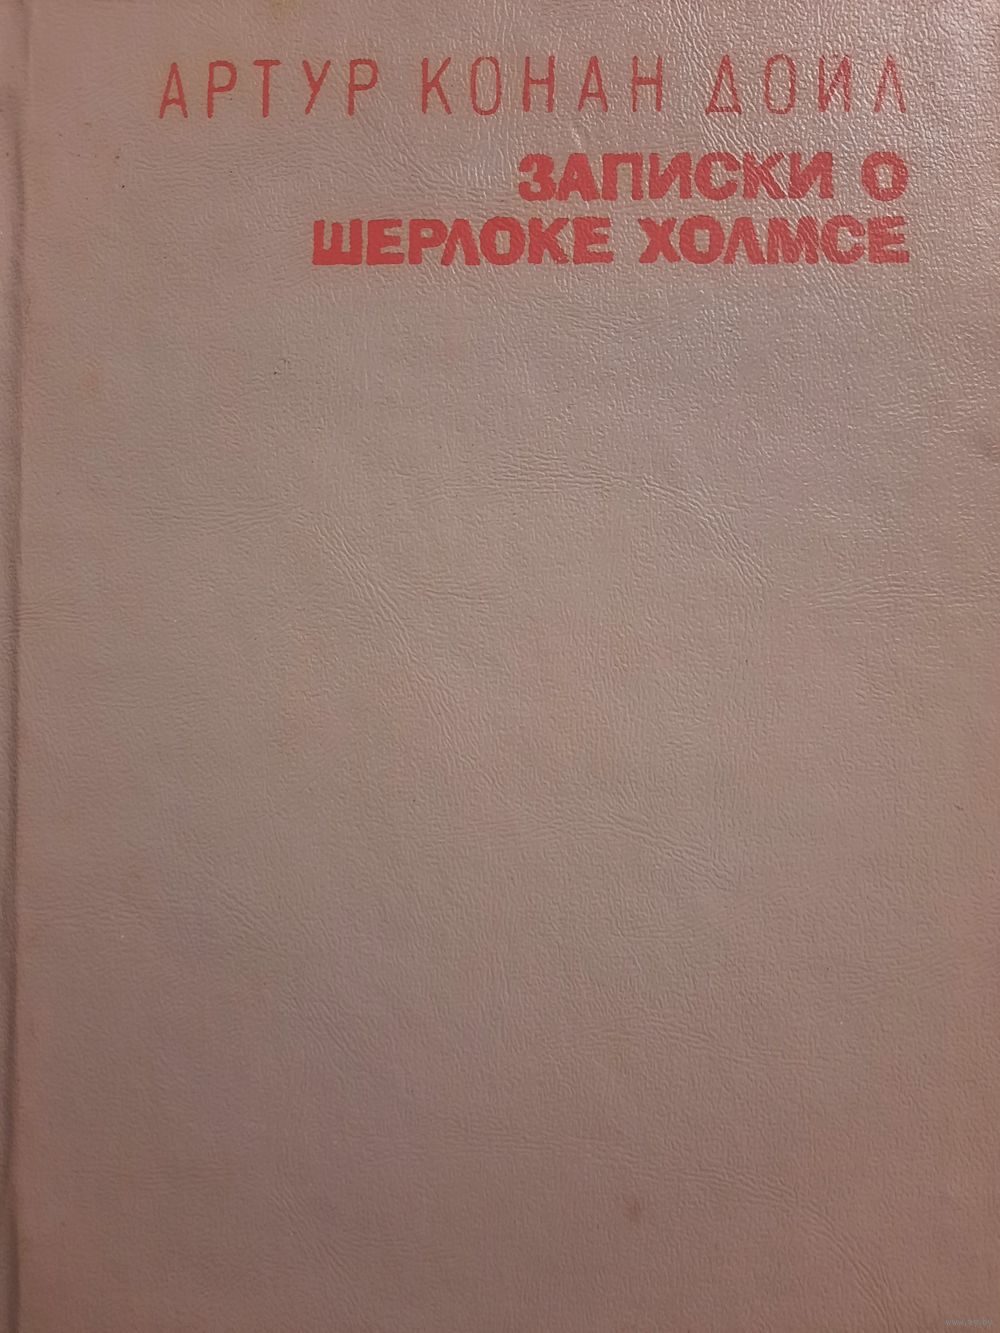 АРТУР КОНАН ДОЙЛ
ЗАПИСКИ О
ШЕРЛОКЕ ХОЛМСЕ